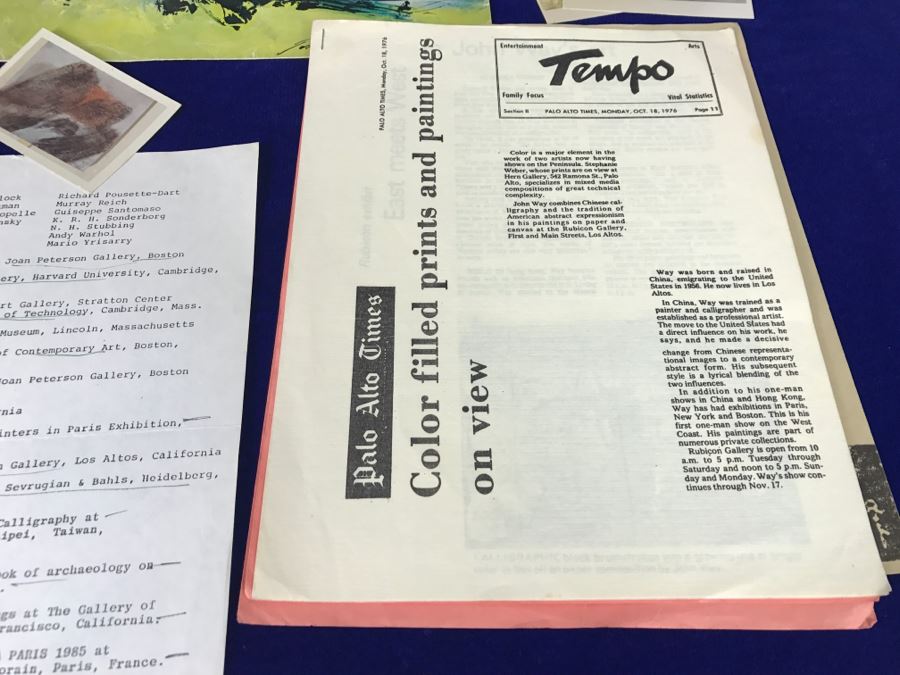 lock Richard Pousette-Dart
kman Murray Reich
opolle Guiseppe Santomaso
nsky K. R. H. Sonderborg
N. H. Stubbing
Andy Warhol
Mario Yrisarry
Joan Peterson Gallery, Boston
ery, Harvard University, Cambridge,
rt Gallery, Stratton Center
of Technology, Cambridge, Mass.
Museum, Lincoln, Massachusetts
of Contemporary Art, Boston,
Joan Peterson Gallery, Boston
rnia
inters in Paris Exhibition,
n Gallery, Los Altos, California
Sevrugian & Bahls, Heidelberg,
Calligraphy at
ipei, Taiwan,
ook of archaeology on
gs at The Gallery of
rancisco, California.
PARIS 1985 at
orain, Paris, France.
PALO ALTO TIMES, Monday, Oct. 18, 1976
Palo Alto Times
Color filled prints and paintings
on view
Entertainment Arts
Tempo
Family Focus Vital Statistics
Section II PALO ALTO TIMES, MONDAY, OCT. 18, 1976 Page 11
Color is a major element in the
work of two artists now having
shows on the Peninsula. Stephanie
Weber, whose prints are on view at
Hern Gallery, 542 Ramona St., Palo
Alto, specializes in mixed media
compositions of great technical
complexity.
John Way combines Chinese cal-
ligraphy and the tradition of
American abstract expressionism
in his paintings on paper and
canvas at the Rubicon Gallery,
First and Main Streets, Los Altos.
Way was born and raised in
China, emigrating to the United
States in 1956. He now lives in Los
Altos.
In China, Way was trained as a
painter and calligrapher and was
established as a professional artist.
The move to the United States had
a direct influence on his work, he
says, and he made a decisive
change from Chinese representa-
tional images to a contemporary
abstract form. His subsequent
style is a lyrical blending of the
two influences.
In addition to his one-man
shows in China and Hong Kong,
Way has had exhibitions in Paris,
New York and Boston. This is his
first one-man show on the West
Coast. His paintings are part of
numerous private collections.
Rubicon Gallery is open from 10
a.m. to 5 p.m. Tuesday through
Saturday and noon to 5 p.m. Sun-
day and Monday. Way's show con-
tinues through Nov. 17.